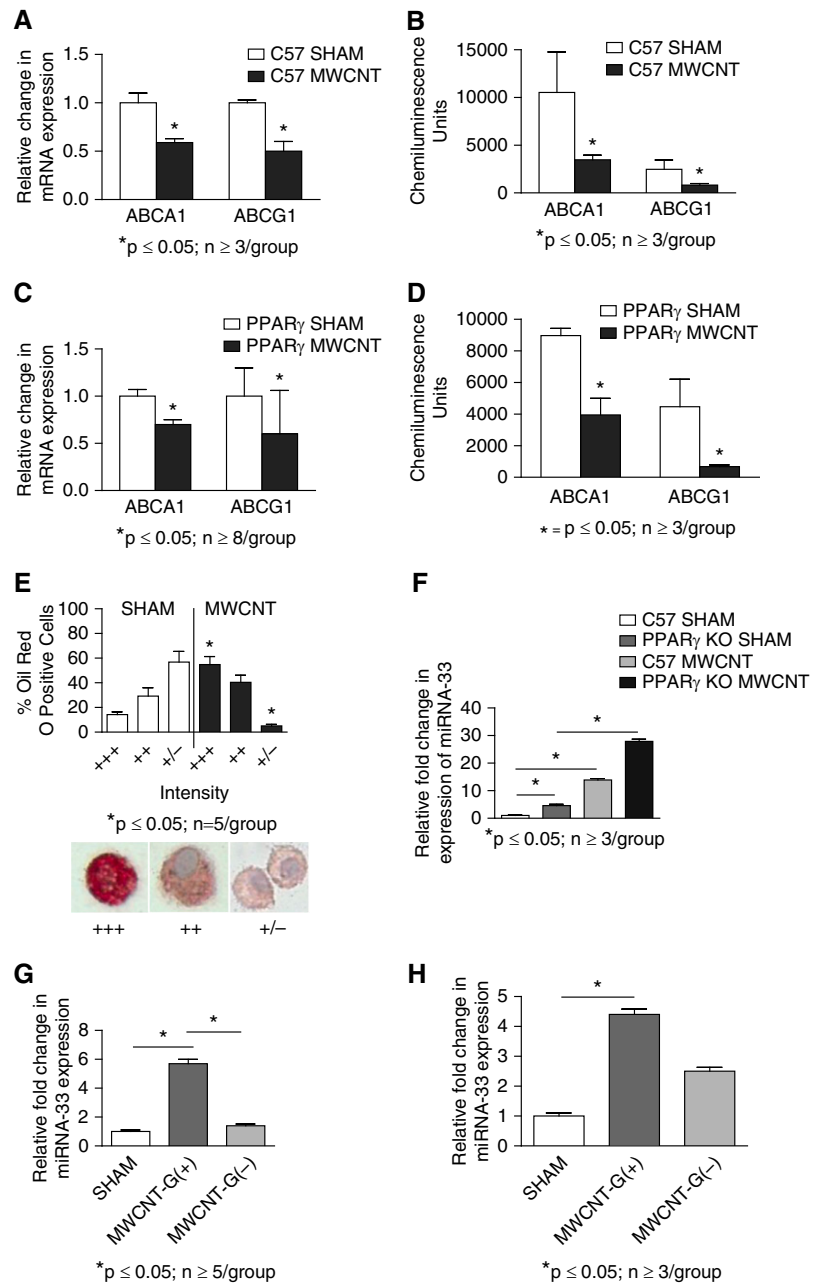 A
C57 SHAM
C57 MWCNT
Relative change in
mRNA expression
1.5
1.0
0.5
0.0
*
*
ABCA1
ABCG1
*p ≤ 0.05; n ≥ 3/group
B
C57 SHAM
C57 MWCNT
Chemiluminescence
Units
15000
10000
5000
0
*
*
ABCA1
ABCG1
*p ≤ 0.05; n ≥ 3/group
C
PPARγ SHAM
PPARγ MWCNT
Relative change in
mRNA expression
1.5
1.0
0.5
0.0
*
*
ABCA1
ABCG1
*p ≤ 0.05; n ≥ 8/group
D
PPARγ SHAM
PPARγ MWCNT
Chemiluminescence
Units
10000
8000
6000
4000
2000
0
*
*
ABCA1
ABCG1
* = p ≤ 0.05; n ≥ 3/group
E
SHAM
MWCNT
% Oil Red
O Positive Cells
100
80
60
40
20
0
*
*
+++
++
+/–
+++
++
+/–
Intensity
*p ≤ 0.05; n=5/group
+++
++
+/–
F
C57 SHAM
PPARγ KO SHAM
C57 MWCNT
PPARγ KO MWCNT
Relative fold change in
expression of miRNA-33
40
30
20
10
0
*
*
*
*p ≤ 0.05; n ≥ 3/group
G
Relative fold change in
miRNA-33 expression
8
6
4
2
0
*
*
SHAM
MWCNT-G(+)
MWCNT-G(–)
*p ≤ 0.05; n ≥ 5/group
H
Relative fold change in
miRNA-33 expression
5
4
3
2
1
0
*
SHAM
MWCNT-G(+)
MWCNT-G(–)
*p ≤ 0.05; n ≥ 3/group